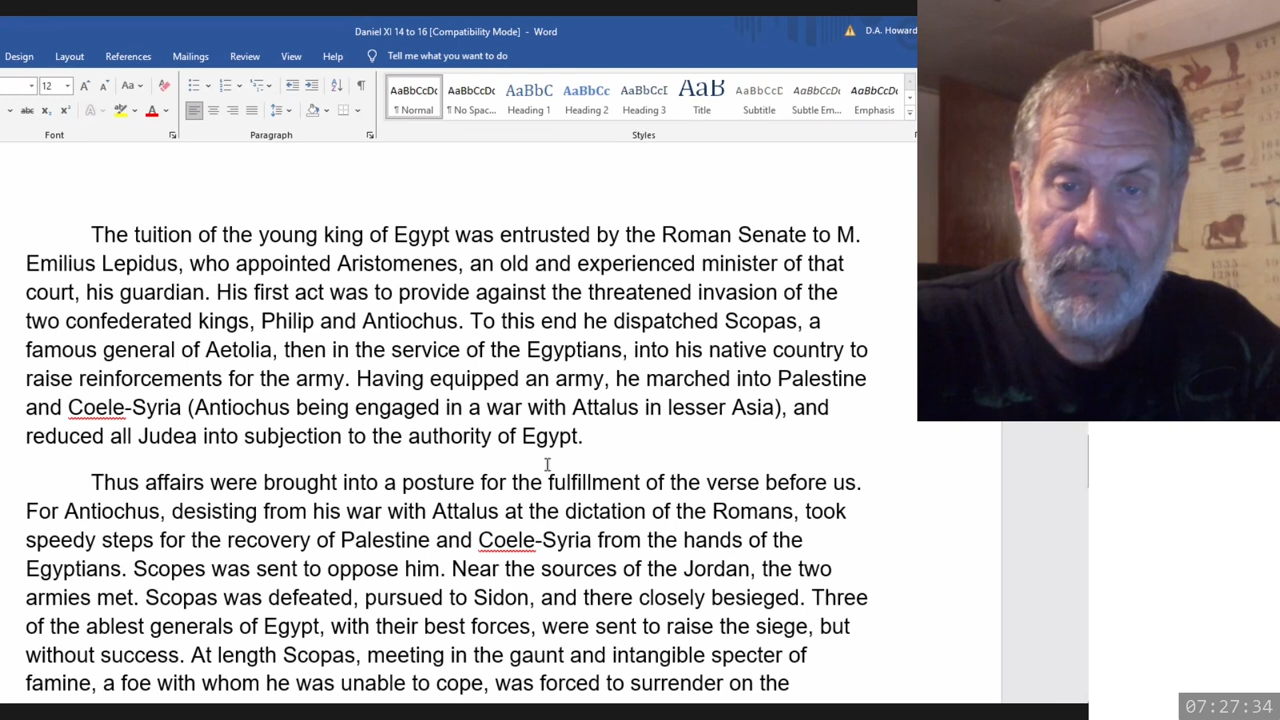 Daniel XI 14 to 16 [Compatibility Mode] - Word
D.A. Howard
Design Layout References Mailings Review View Help Tell me what you want to do
12 Aa
AaBbCcDc AaBbCcDc AaBbC AaBbCc AaBbCcI AaB AaBbCcD AaBbCcDc AaBbCcDc
¶ Normal ¶ No Spac... Heading 1 Heading 2 Heading 3 Title Subtitle Subtle Em... Emphasis
Font Paragraph Styles
The tuition of the young king of Egypt was entrusted by the Roman Senate to M.
Emilius Lepidus, who appointed Aristomenes, an old and experienced minister of that
court, his guardian. His first act was to provide against the threatened invasion of the
two confederated kings, Philip and Antiochus. To this end he dispatched Scopas, a
famous general of Aetolia, then in the service of the Egyptians, into his native country to
raise reinforcements for the army. Having equipped an army, he marched into Palestine
and Coele-Syria (Antiochus being engaged in a war with Attalus in lesser Asia), and
reduced all Judea into subjection to the authority of Egypt.
Thus affairs were brought into a posture for the fulfillment of the verse before us.
For Antiochus, desisting from his war with Attalus at the dictation of the Romans, took
speedy steps for the recovery of Palestine and Coele-Syria from the hands of the
Egyptians. Scopes was sent to oppose him. Near the sources of the Jordan, the two
armies met. Scopas was defeated, pursued to Sidon, and there closely besieged. Three
of the ablest generals of Egypt, with their best forces, were sent to raise the siege, but
without success. At length Scopas, meeting in the gaunt and intangible specter of
famine, a foe with whom he was unable to cope, was forced to surrender on the
07:27:34